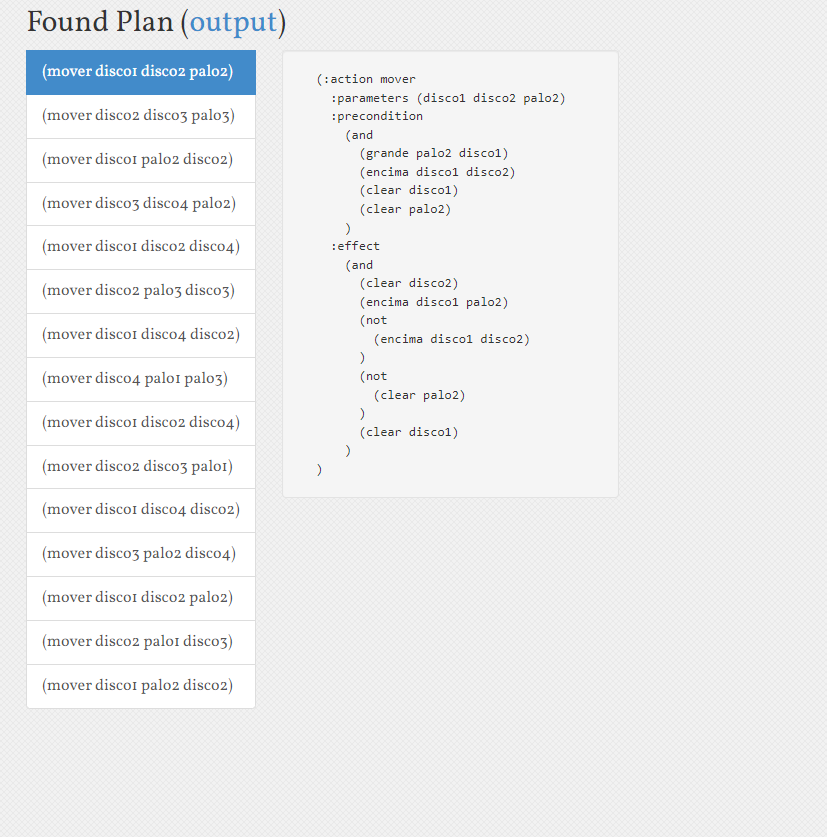 Found Plan (output)
(mover disco1 disco2 palo2)
(mover disco2 disco3 palo3)
(mover disco1 palo2 disco2)
(mover disco3 disco4 palo2)
(mover disco1 disco2 disco4)
(mover disco2 palo3 disco3)
(mover disco1 disco4 disco2)
(mover disco4 palo1 palo3)
(mover disco1 disco2 disco4)
(mover disco2 disco3 palo1)
(mover disco1 disco4 disco2)
(mover disco3 palo2 disco4)
(mover disco1 disco2 palo2)
(mover disco2 palo1 disco3)
(mover disco1 palo2 disco2)
(:action mover
:parameters (disco1 disco2 palo2)
:precondition
(and
(grande palo2 disco1)
(encima disco1 disco2)
(clear disco1)
(clear palo2)
)
:effect
(and
(clear disco2)
(encima disco1 palo2)
(not
(encima disco1 disco2)
)
(not
(clear palo2)
)
(clear disco1)
)
)